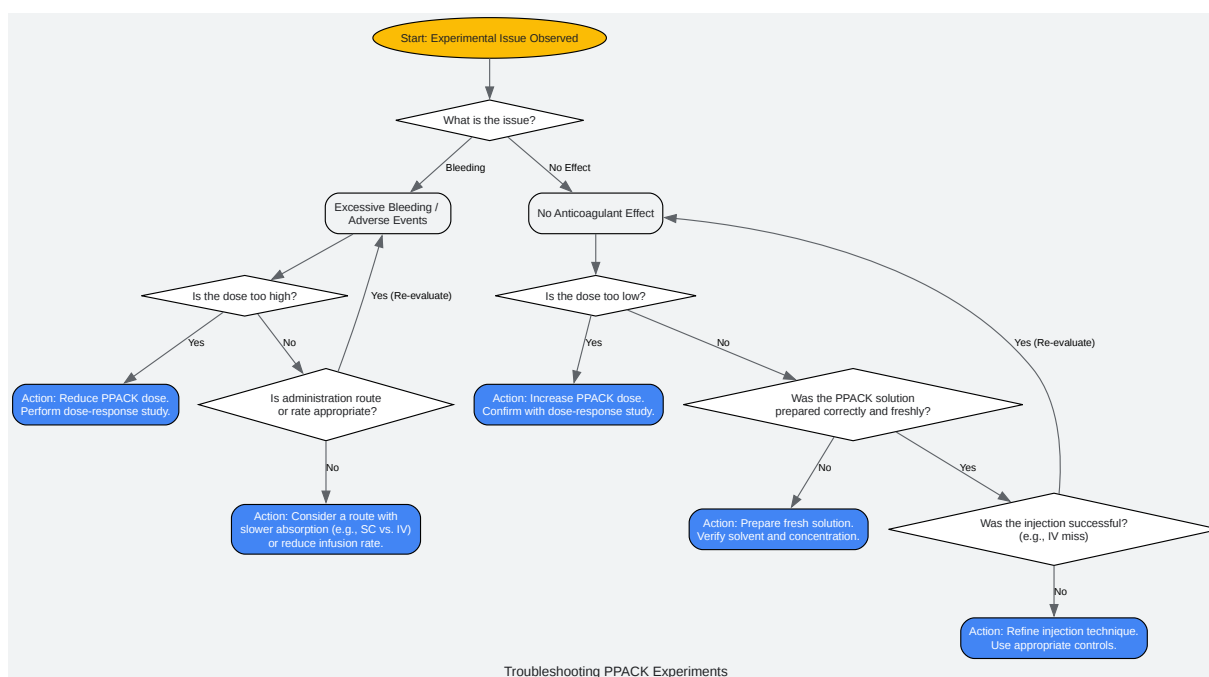 Start: Experimental Issue Observed
What is the issue?
Bleeding
No Effect
Excessive Bleeding /
Adverse Events
No Anticoagulant Effect
Is the dose too high?
Yes (Re-evaluate)
Is the dose too low?
Yes
No
Yes
No
Yes (Re-evaluate)
Action: Reduce PPACK dose.
Perform dose-response study.
Is administration route
or rate appropriate?
Action: Increase PPACK dose.
Confirm with dose-response study.
Was the PPACK solution
prepared correctly and freshly?
No
No
Yes
Action: Consider a route with
slower absorption (e.g., SC vs. IV)
or reduce infusion rate.
Action: Prepare fresh solution.
Verify solvent and concentration.
Was the injection successful?
(e.g., IV miss)
No
Action: Refine injection technique.
Use appropriate controls.
Troubleshooting PPACK Experiments